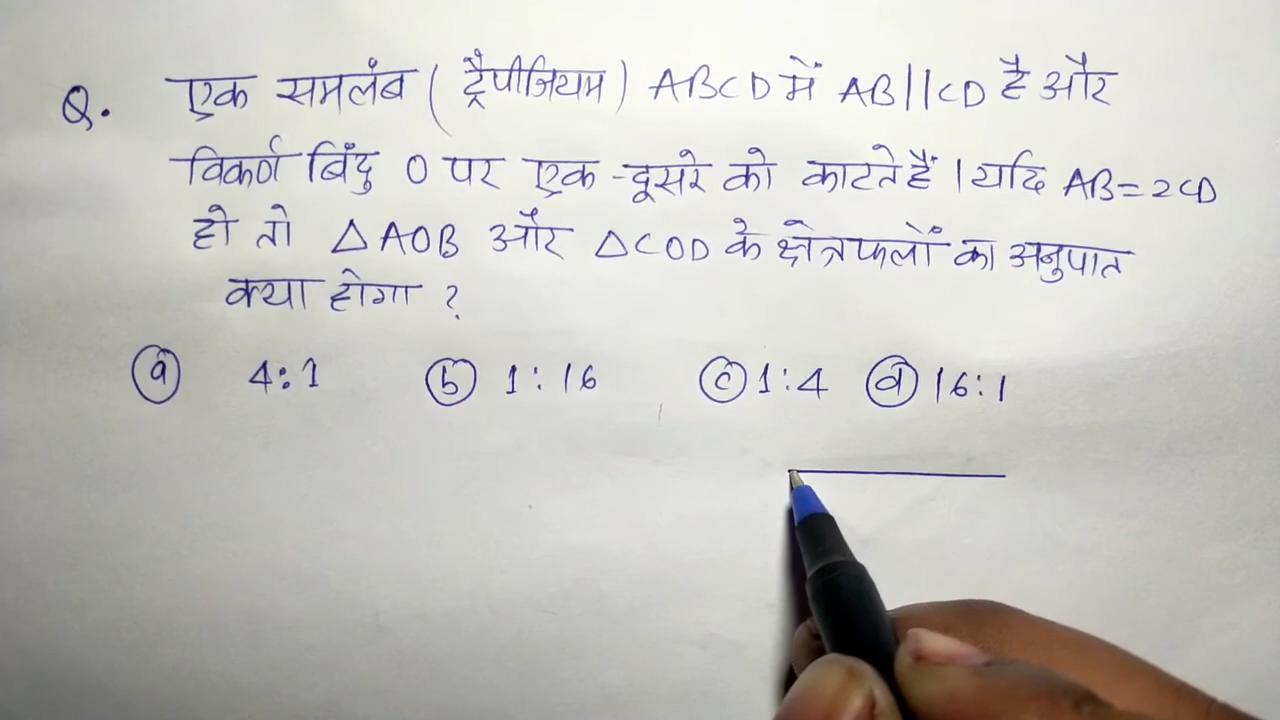 Q. एक समलंब ( ट्रैपीजियम ) ABCD में AB||CD है और
विकर्ण बिंदु O पर एक-दूसरे को काटते हैं । यदि AB=2CD
हो तो △AOB और △COD के क्षेत्रफलों का अनुपात
क्या होगा ?
(a) 4:1 (b) 1:16 (c) 1:4 (d) 16:1